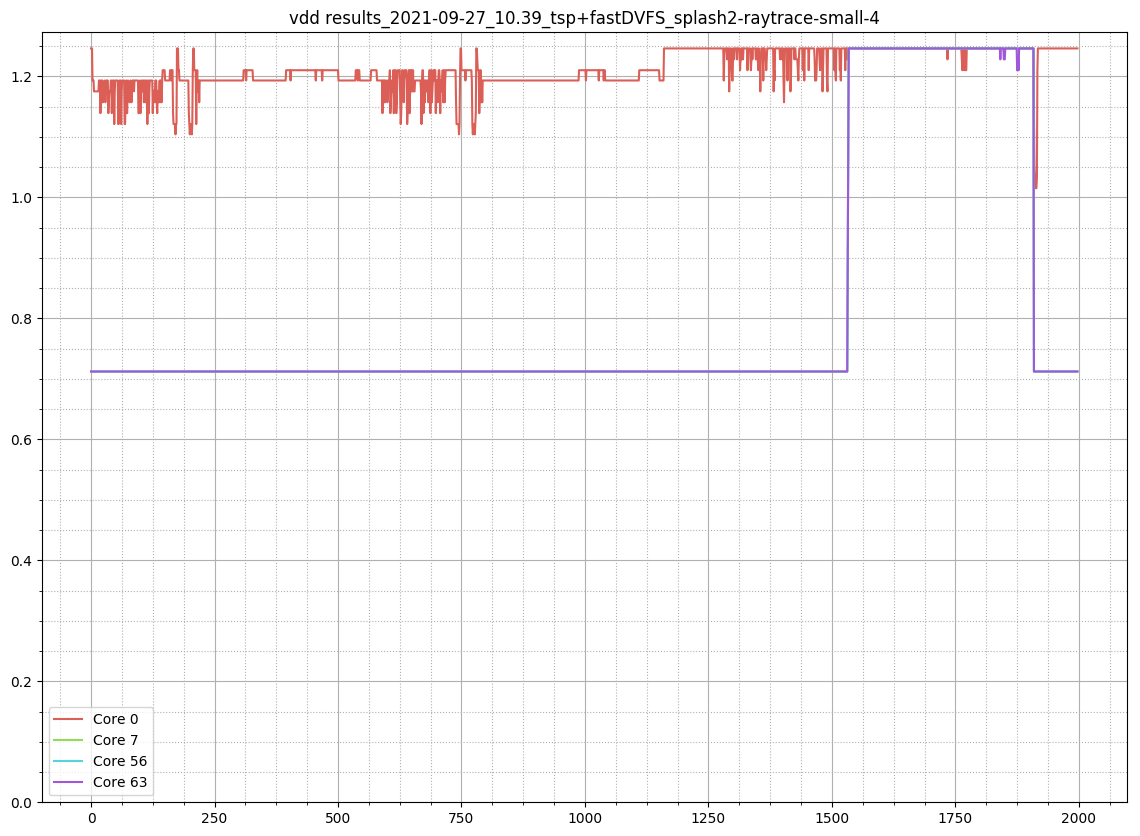 vdd results_2021-09-27_10.39_tsp+fastDVFS_splash2-raytrace-small-4
1.2
1.0
0.8
0.6
0.4
0.2
0.0
Core 0
Core 7
Core 56
Core 63
0 250 500 750 1000 1250 1500 1750 2000